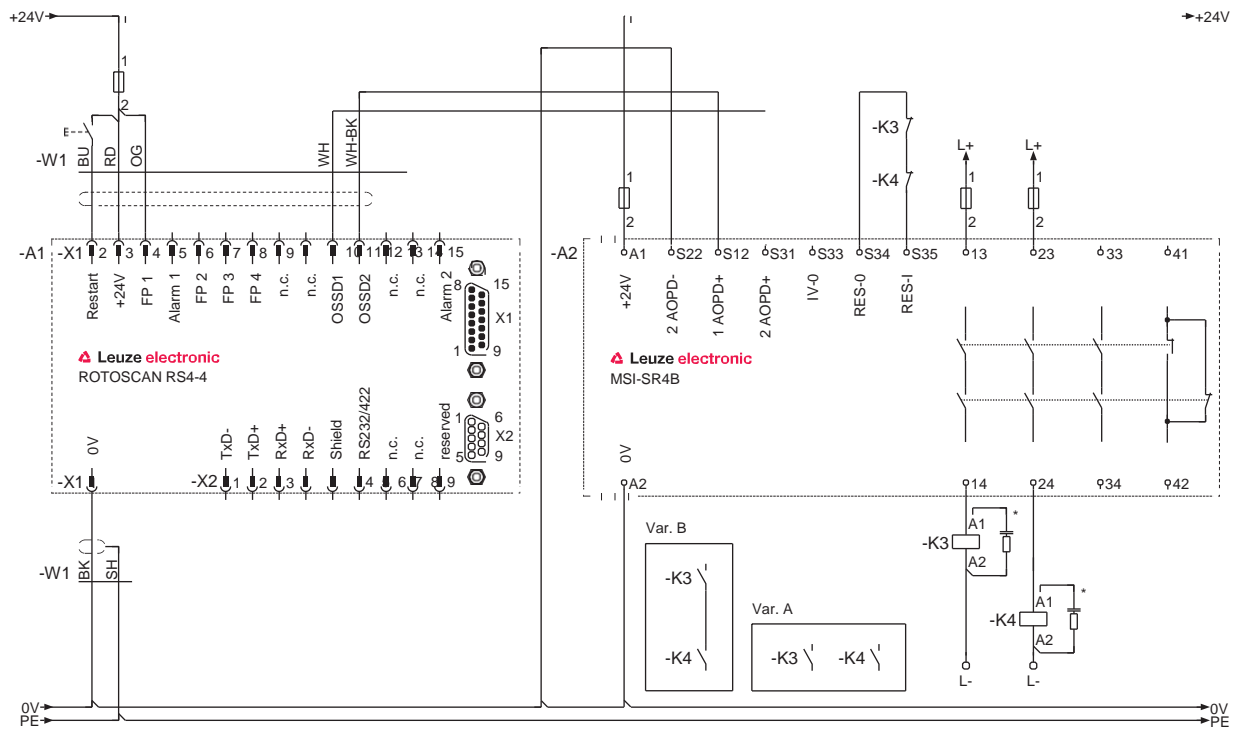 +24V
+24V
1
2
1
2
-K3
-K4
L+
1
2
L+
1
2
-W1
BU
RD
OG
WH
WH-BK
-A1
-X1
2
3
4
5
6
7
8
9
10
11
12
13
14
15
Restart
+24V
FP 1
Alarm 1
FP 2
FP 3
FP 4
n.c.
n.c.
OSSD1
OSSD2
n.c.
n.c.
Alarm 2
8
15
X1
1
9
Leuze electronic
ROTOSCAN RS4-4
1
6
X2
5
9
0V
TxD-
TxD+
RxD+
RxD-
Shield
RS232/422
n.c.
n.c.
reserved
-X1
-X2
1
2
3
4
5
6
7
8
9
-W1
BK
SH
-A2
A1
S22
S12
S31
S33
S34
S35
13
23
33
41
+24V
2 AOPD-
1 AOPD+
2 AOPD+
IV-0
RES-0
RES-I
Leuze electronic
MSI-SR4B
0V
A2
14
24
34
42
Var. B
-K3
-K4
Var. A
-K3
-K4
-K3
A1
A2
*
-K4
A1
A2
*
L-
L-
0V
PE
0V
PE